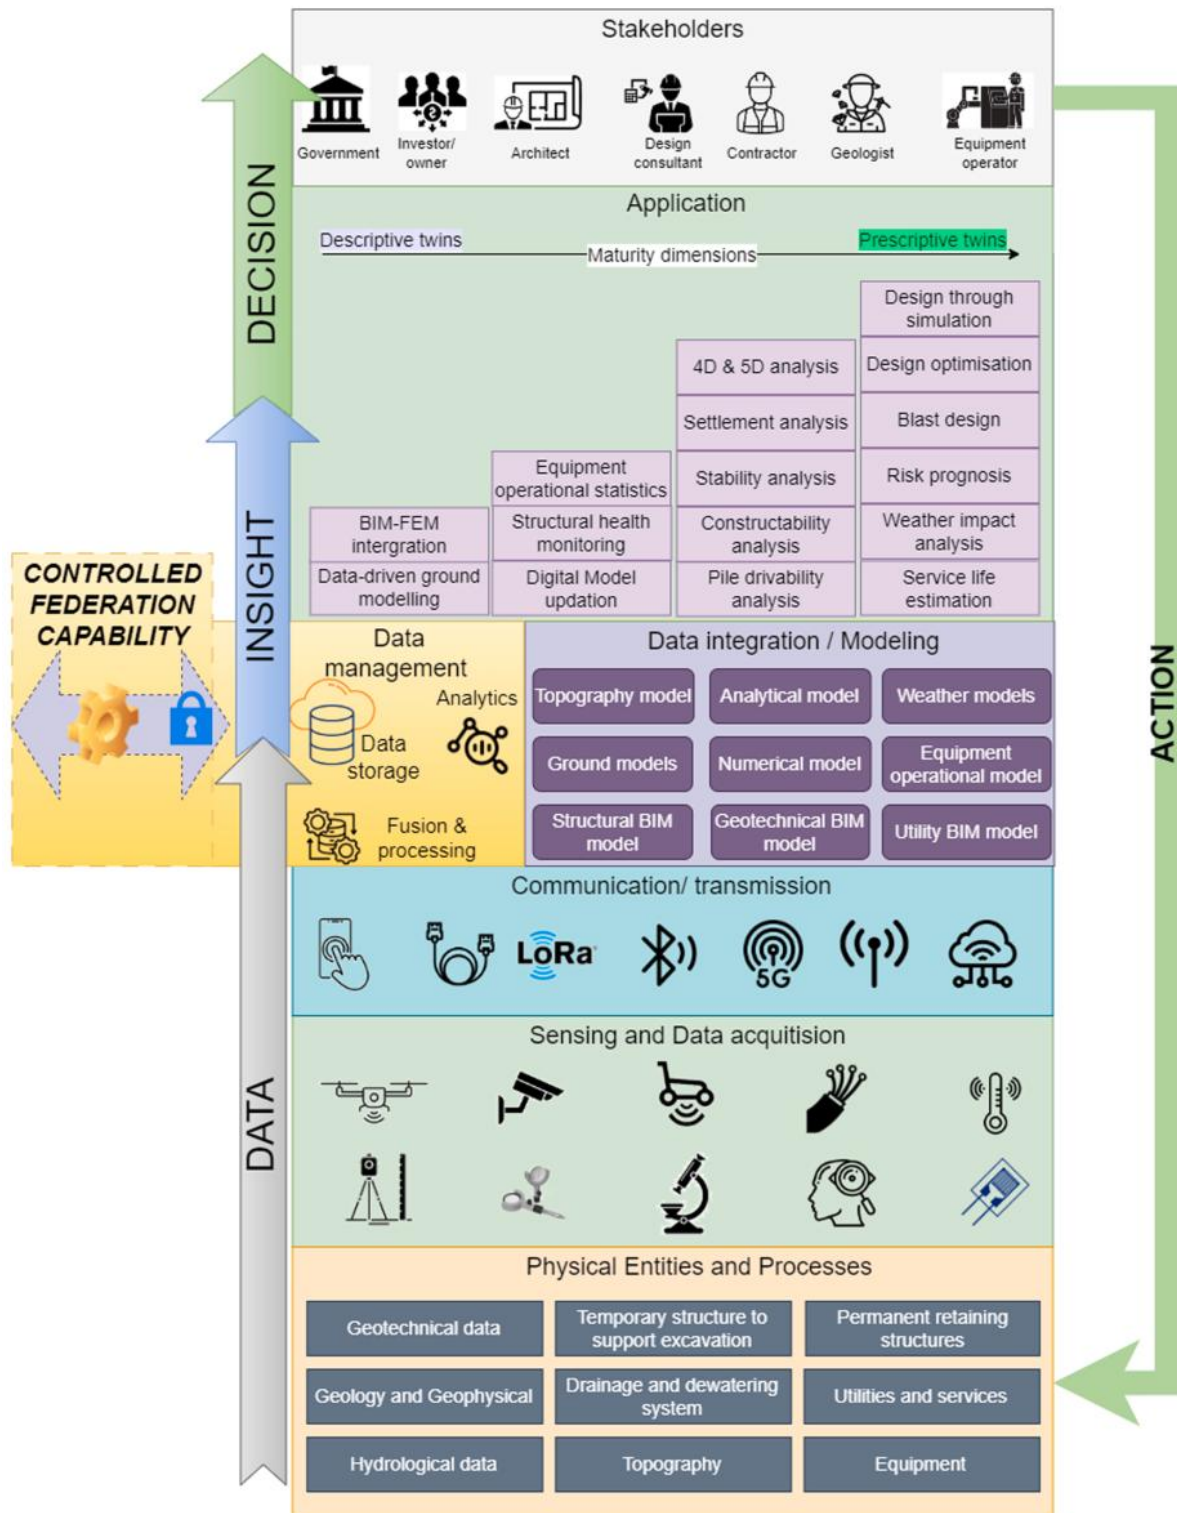 Stakeholders
Government
Investor/
owner
Architect
Design
consultant
Contractor
Geologist
Equipment
operator
DECISION
Application
Descriptive twins
Prescriptive twins
Maturity dimensions
Design through
simulation
4D & 5D analysis
Design optimisation
Settlement analysis
Blast design
Equipment
operational statistics
Stability analysis
Risk prognosis
BIM-FEM
intergration
Structural health
monitoring
Constructability
analysis
Weather impact
analysis
Data-driven ground
modelling
Digital Model
updation
Pile drivability
analysis
Service life
estimation
INSIGHT
CONTROLLED
FEDERATION
CAPABILITY
Data
management
Analytics
Data
storage
Fusion &
processing
Data integration / Modeling
Topography model
Analytical model
Weather models
Ground models
Numerical model
Equipment
operational model
Structural BIM
model
Geotechnical BIM
model
Utility BIM model
ACTION
Communication/ transmission
LoRa
5G
Sensing and Data acquitision
DATA
Physical Entities and Processes
Geotechnical data
Temporary structure to
support excavation
Permanent retaining
structures
Geology and Geophysical
Drainage and dewatering
system
Utilities and services
Hydrological data
Topography
Equipment